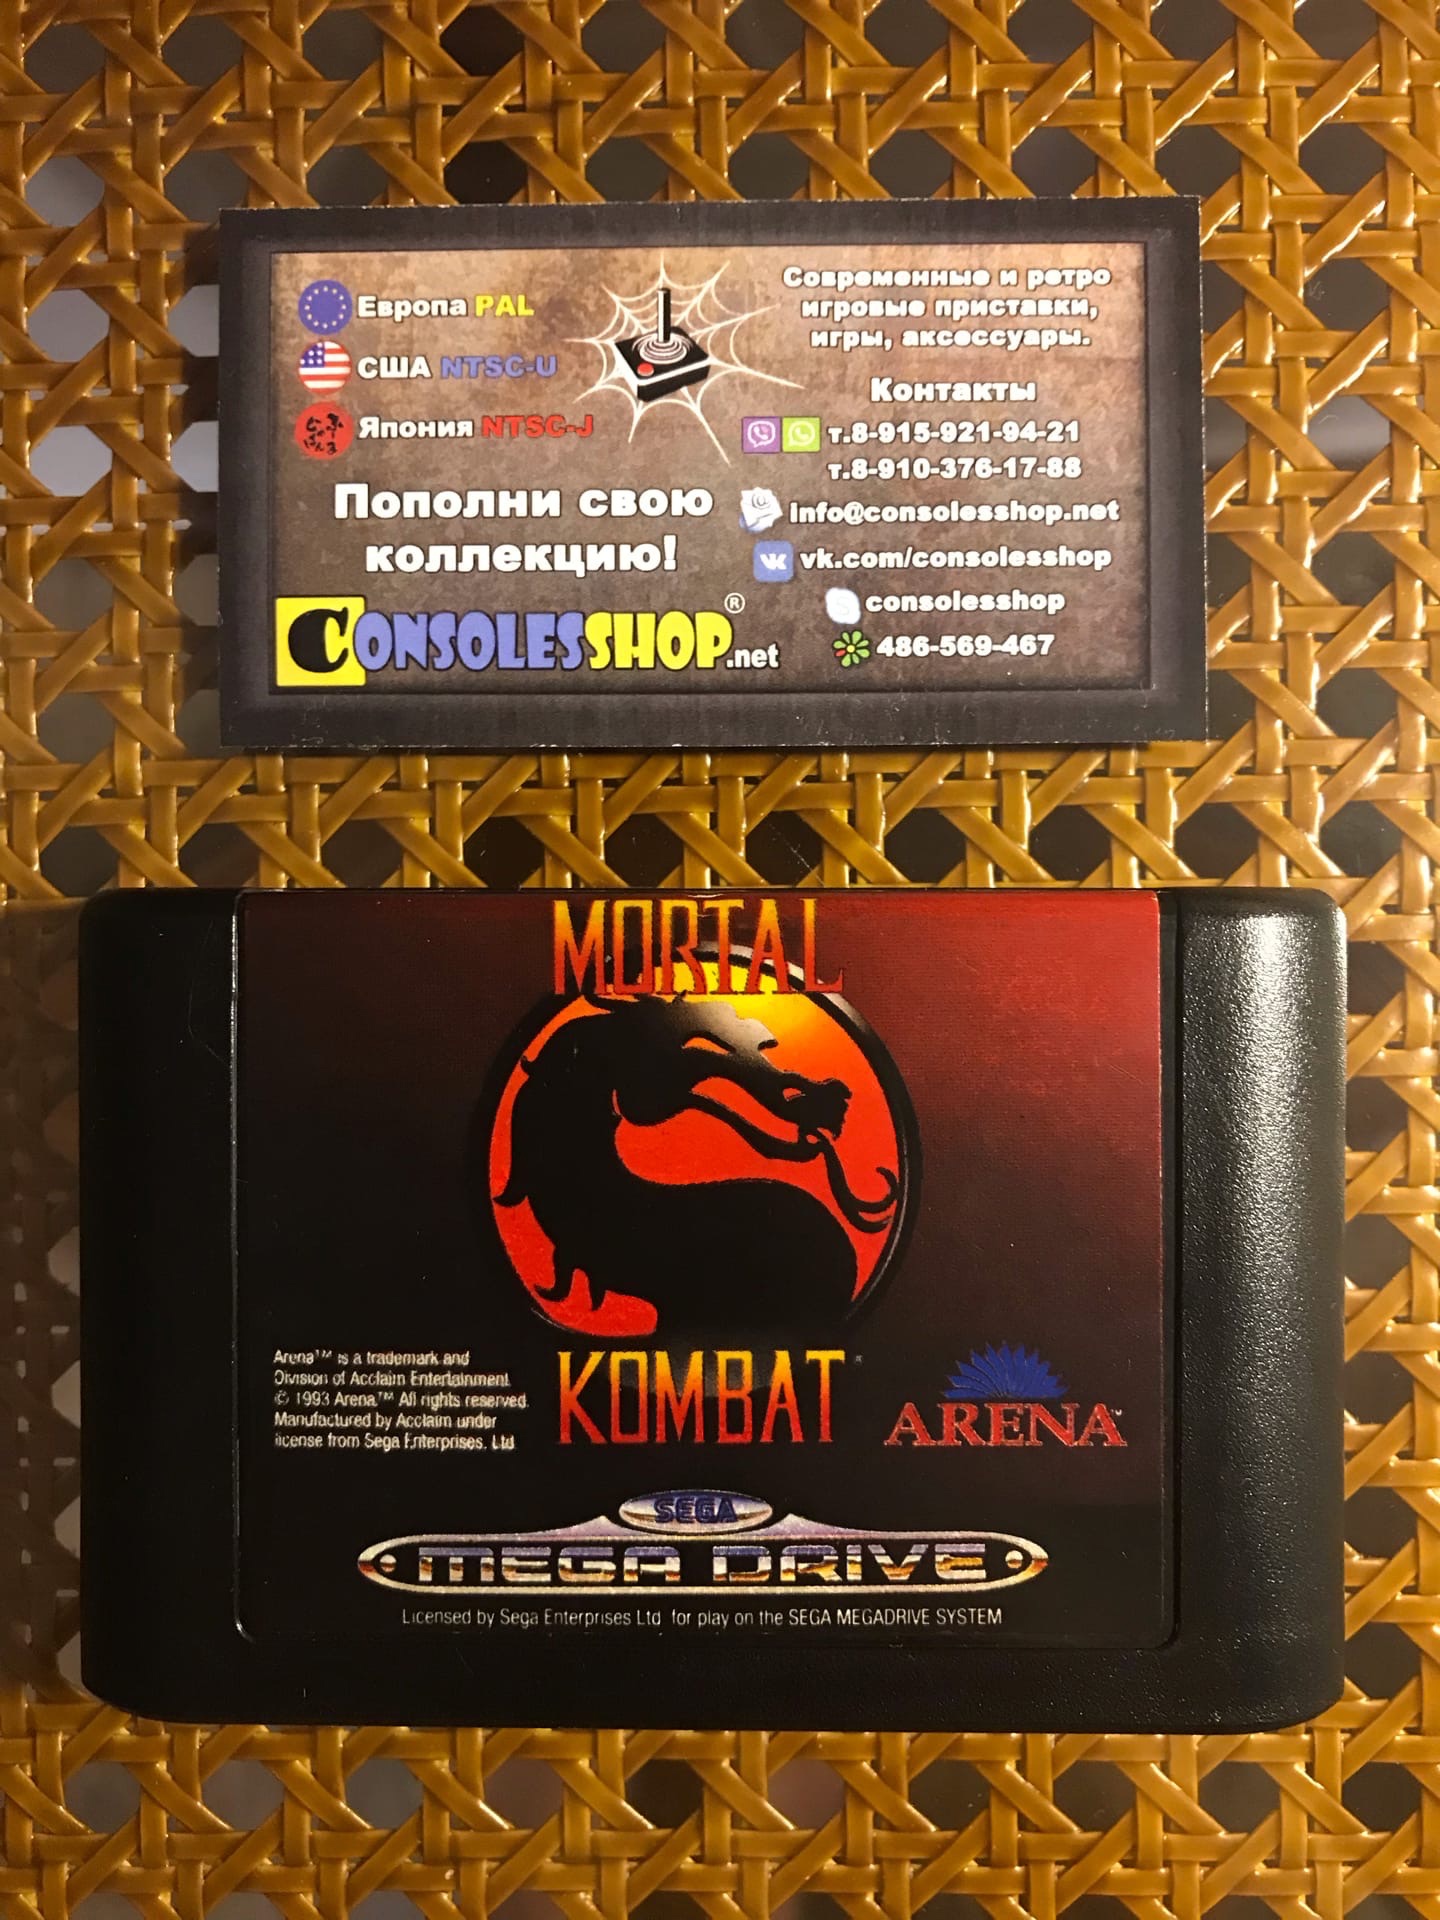 Европа PAL
США NTSC-U
Япония NTSC-J
Пополни свою
коллекцию!
CONSOLESSHOP.net
®
Современные и ретро
игровые приставки,
игры, аксессуары.
Контакты
т.8-915-921-94-21
т.8-910-376-17-88
info@consolesshop.net
vk.com/consolesshop
consolesshop
486-569-467
MORTAL
KOMBAT
Arena™ is a trademark and
Division of Acclaim Entertainment
© 1993 Arena.™ All rights reserved.
Manufactured by Acclaim under
license from Sega Enterprises. Ltd
ARENA™
SEGA
MEGA DRIVE
Licensed by Sega Enterprises Ltd for play on the SEGA MEGADRIVE SYSTEM